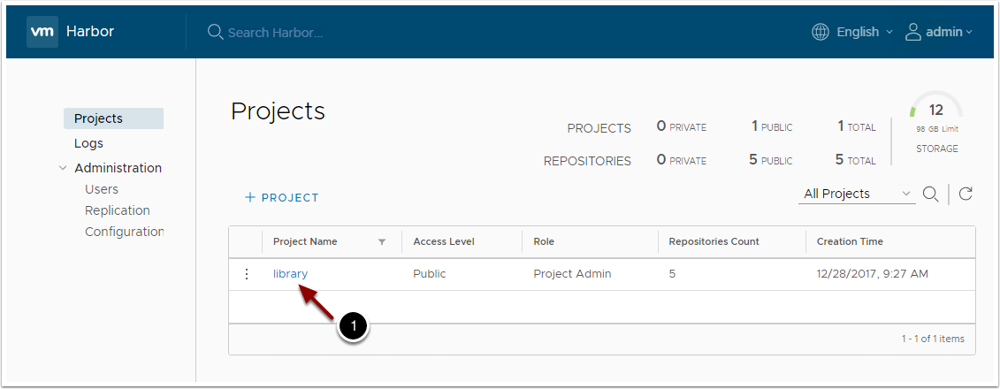 vm Harbor Search Harbor... English admin
Projects
Logs
Administration
Users
Replication
Configuration
Projects
PROJECTS 0 PRIVATE 1 PUBLIC 1 TOTAL
REPOSITORIES 0 PRIVATE 5 PUBLIC 5 TOTAL
12
98 GB Limit
STORAGE
+ PROJECT
All Projects
Project Name Access Level Role Repositories Count Creation Time
library Public Project Admin 5 12/28/2017, 9:27 AM
1
1 - 1 of 1 items